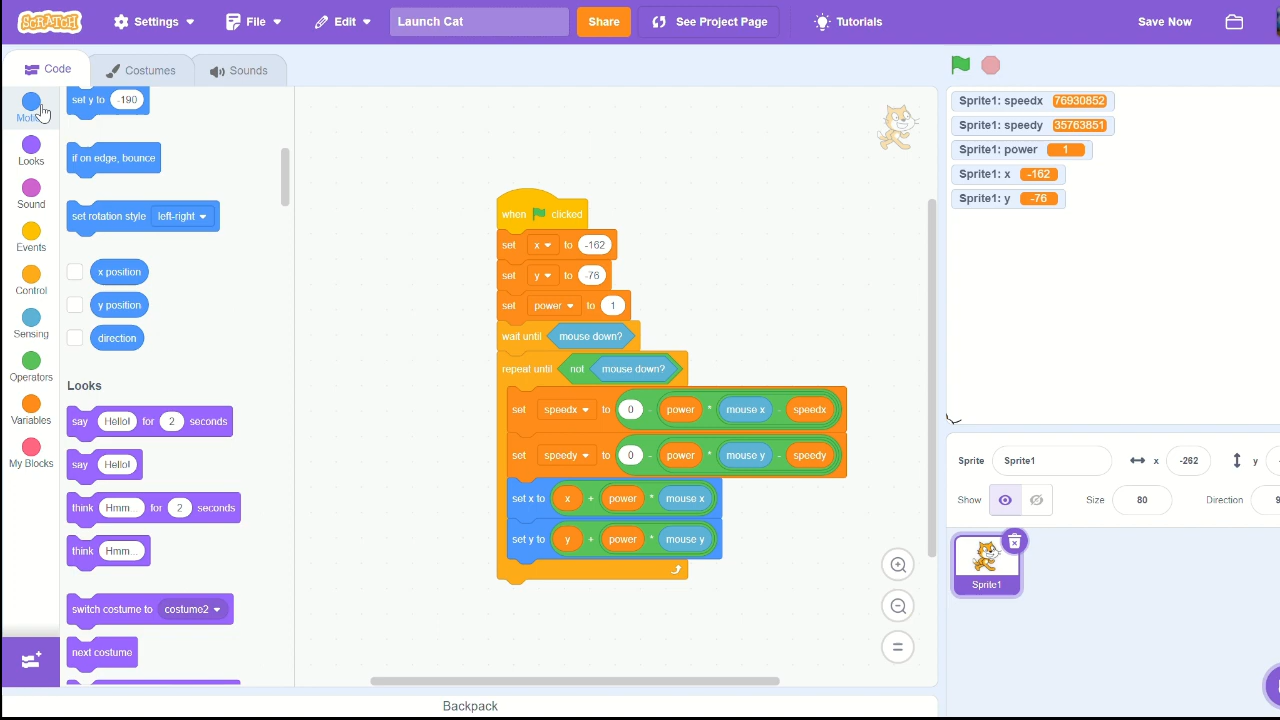 SCRATCH Settings File Edit Launch Cat Share See Project Page Tutorials Save Now
Code Costumes Sounds
Motion
Looks
Sound
Events
Control
Sensing
Operators
Variables
My Blocks
set y to -190
if on edge, bounce
set rotation style left-right
x position
y position
direction
Looks
say Hello! for 2 seconds
say Hello!
think Hmm... for 2 seconds
think Hmm...
switch costume to costume2
next costume
when clicked
set x to -162
set y to -76
set power to 1
wait until mouse down?
repeat until not mouse down?
set speedx to 0 - power * mouse x - speedx
set speedy to 0 - power * mouse y - speedy
set x to x + power * mouse x
set y to y + power * mouse y
Sprite1: speedx 76930852
Sprite1: speedy 35763851
Sprite1: power 1
Sprite1: x -162
Sprite1: y -76
Sprite Sprite1 x -262 y
Show Size 80 Direction 9
Sprite1
Backpack